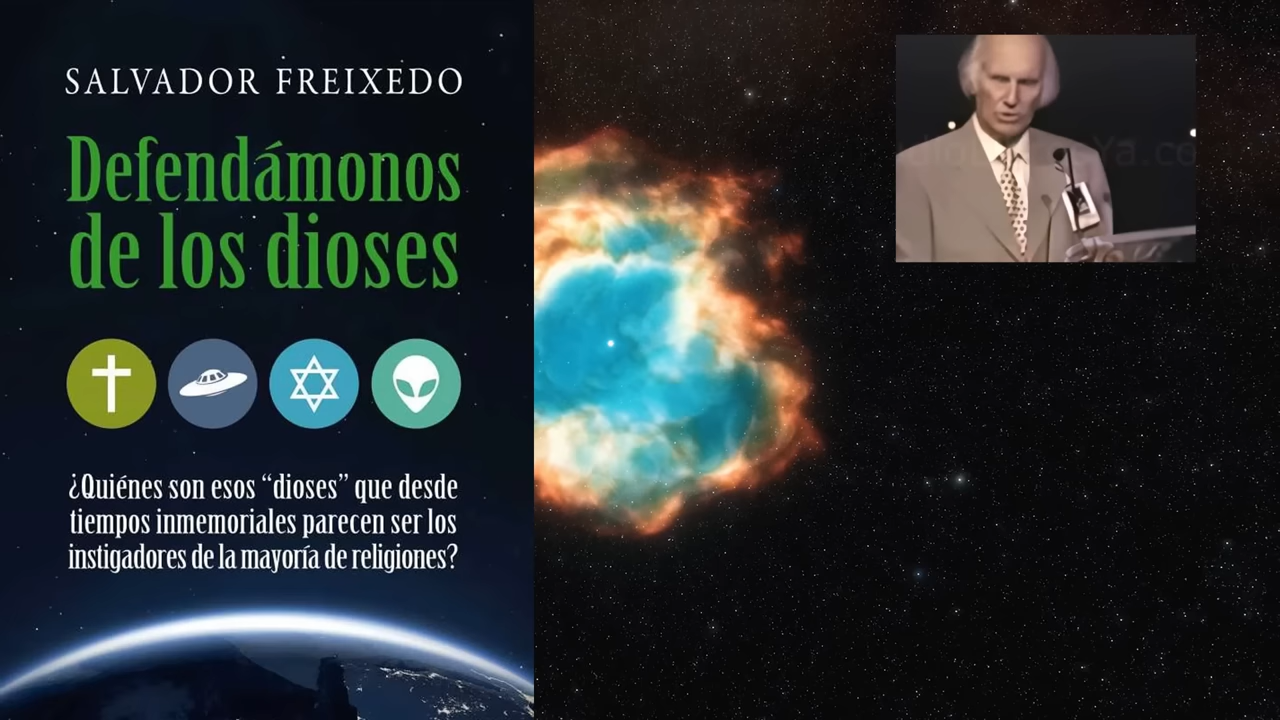 SALVADOR FREIXEDO
Defendámonos
de los dioses
¿Quiénes son esos “dioses” que desde
tiempos inmemoriales parecen ser los
instigadores de la mayoría de religiones?